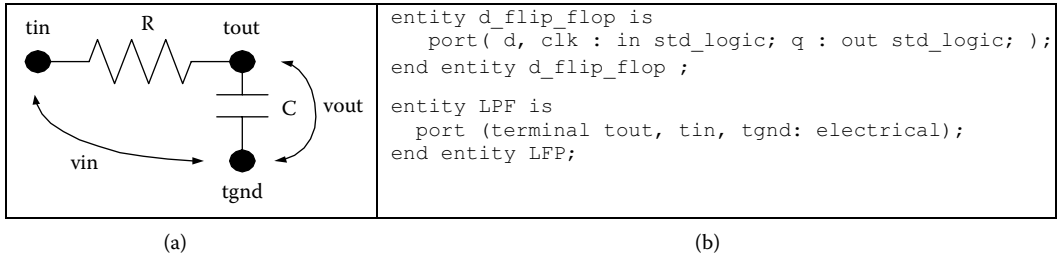 tin
R
tout
C
vout
vin
tgnd
(a)
entity d_flip_flop is
port( d, clk : in std_logic; q : out std_logic; );
end entity d_flip_flop ;
entity LPF is
port (terminal tout, tin, tgnd: electrical);
end entity LFP;
(b)